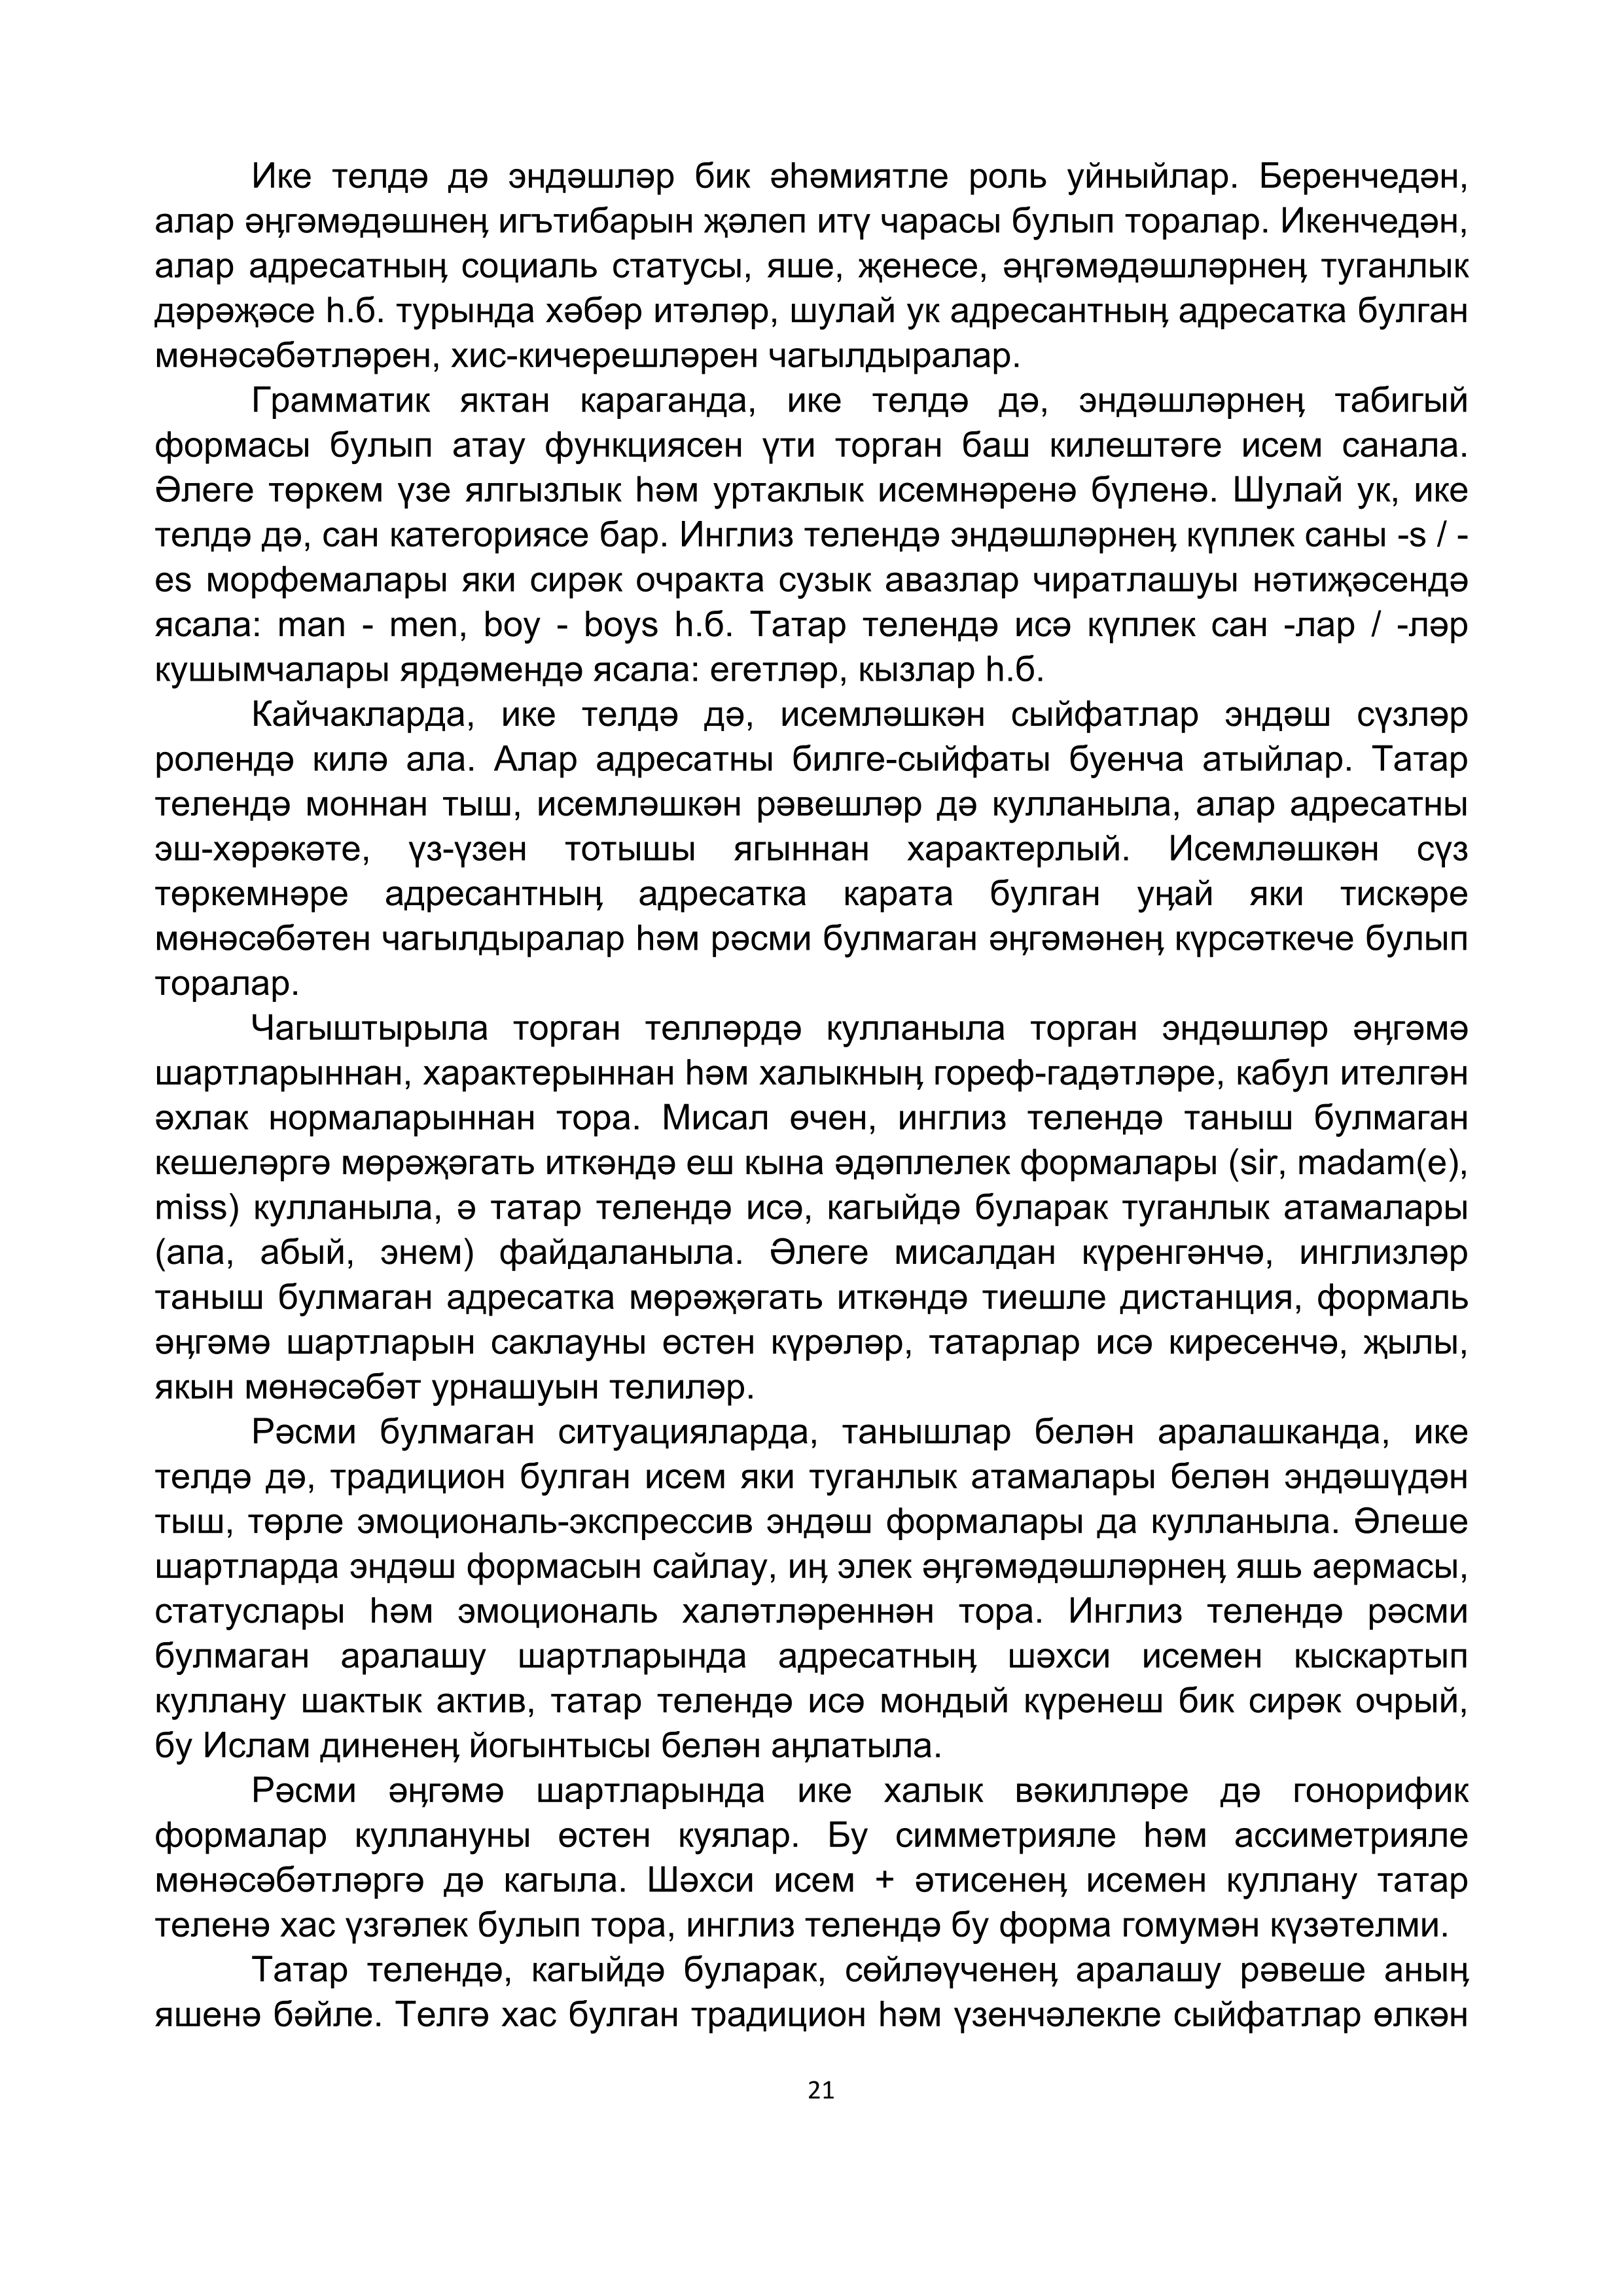 Ике телдә дә эндәшләр бик әһәмиятле роль уйныйлар. Беренчедән,
алар әңгәмәдәшнең игътибарын җәлеп итү чарасы булып торалар. Икенчедән,
алар адресатның социаль статусы, яше, җенесе, әңгәмәдәшләрнең туганлык
дәрәҗәсе һ.б. турында хәбәр итәләр, шулай ук адресантның адресатка булган
мөнәсәбәтләрен, хис-кичерешләрен чагылдыралар.
Грамматик яктан караганда, ике телдә дә, эндәшләрнең табигый
формасы булып атау функциясен үти торган баш килештәге исем санала.
Әлеге төркем үзе ялгызлык һәм уртаклык исемнәренә бүленә. Шулай ук, ике
телдә дә, сан категориясе бар. Инглиз телендә эндәшләрнең күплек саны -s / -
es морфемалары яки сирәк очракта сузык авазлар чиратлашуы нәтиҗәсендә
ясала: man - men, boy - boys һ.б. Татар телендә исә күплек сан -лар / -ләр
кушымчалары ярдәмендә ясала: егетләр, кызлар һ.б.
Кайчакларда, ике телдә дә, исемләшкән сыйфатлар эндәш сүзләр
ролендә килә ала. Алар адресатны билге-сыйфаты буенча атыйлар. Татар
телендә моннан тыш, исемләшкән рәвешләр дә кулланыла, алар адресатны
эш-хәрәкәте, үз-үзен тотышы ягыннан характерлый. Исемләшкән сүз
төркемнәре адресантның адресатка карата булган уңай яки тискәре
мөнәсәбәтен чагылдыралар һәм рәсми булмаган әңгәмәнең күрсәткече булып
торалар.
Чагыштырыла торган телләрдә кулланыла торган эндәшләр әңгәмә
шартларыннан, характерыннан һәм халыкның гореф-гадәтләре, кабул ителгән
әхлак нормаларыннан тора. Мисал өчен, инглиз телендә таныш булмаган
кешеләргә мөрәҗәгать иткәндә еш кына әдәплелек формалары (sir, madam(e),
miss) кулланыла, ә татар телендә исә, кагыйдә буларак туганлык атамалары
(апа, абый, энем) файдаланыла. Әлеге мисалдан күренгәнчә, инглизләр
таныш булмаган адресатка мөрәҗәгать иткәндә тиешле дистанция, формаль
әңгәмә шартларын саклауны өстен күрәләр, татарлар исә киресенчә, җылы,
якын мөнәсәбәт урнашуын телиләр.
Рәсми булмаган ситуацияларда, танышлар белән аралашканда, ике
телдә дә, традицион булган исем яки туганлык атамалары белән эндәшүдән
тыш, төрле эмоциональ-экспрессив эндәш формалары да кулланыла. Әлеше
шартларда эндәш формасын сайлау, иң элек әңгәмәдәшләрнең яшь аермасы,
статуслары һәм эмоциональ халәтләреннән тора. Инглиз телендә рәсми
булмаган аралашу шартларында адресатның шәхси исемен кыскартып
куллану шактык актив, татар телендә исә мондый күренеш бик сирәк очрый,
бу Ислам диненең йогынтысы белән аңлатыла.
Рәсми әңгәмә шартларында ике халык вәкилләре дә гонорифик
формалар куллануны өстен куялар. Бу симметрияле һәм ассиметрияле
мөнәсәбәтләргә дә кагыла. Шәхси исем + әтисенең исемен куллану татар
теленә хас үзгәлек булып тора, инглиз телендә бу форма гомумән күзәтелми.
Татар телендә, кагыйдә буларак, сөйләүченең аралашу рәвеше аның
яшенә бәйле. Телгә хас булган традицион һәм үзенчәлекле сыйфатлар өлкән
21